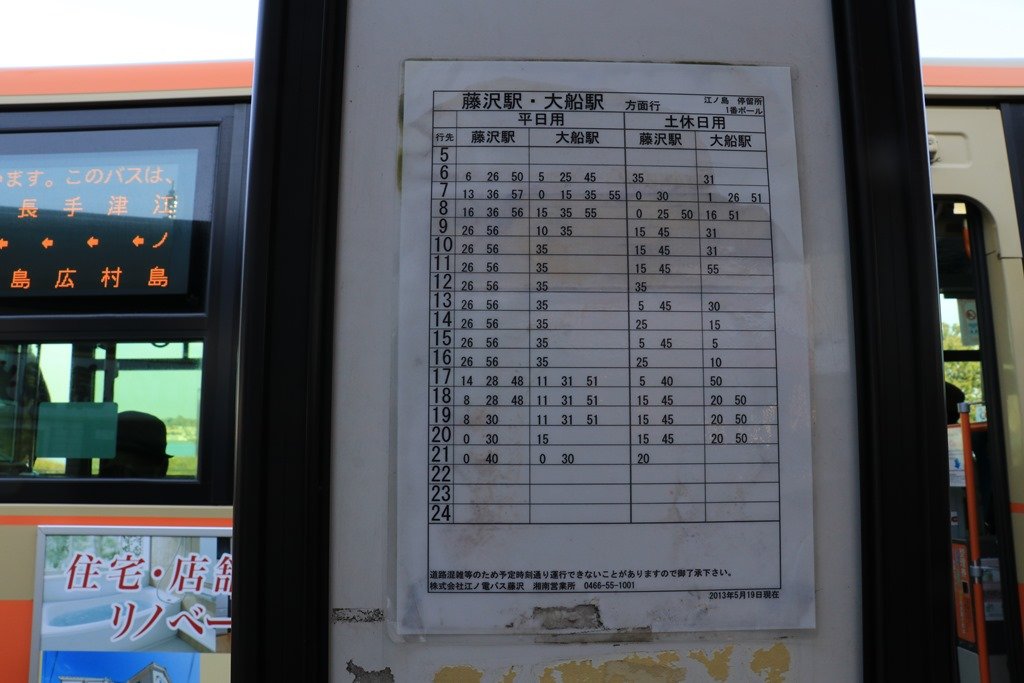 藤沢駅・大船駅 方面行 江ノ島 停留所
1番ポール
平日用 土休日用
行先 藤沢駅 大船駅 藤沢駅 大船駅
5
6 6 26 50 5 25 45 35 31
7 13 36 57 0 15 35 55 0 30 1 26 51
8 16 36 56 15 35 55 0 25 50 16 51
9 26 56 10 35 15 45 31
10 26 56 35 15 45 31
11 26 56 35 15 45 55
12 26 56 35 35
13 26 56 35 5 45 30
14 26 56 35 25 15
15 26 56 35 5 45 5
16 26 56 35 25 10
17 14 28 48 11 31 51 5 40 50
18 8 28 48 11 31 51 15 45 20 50
19 8 30 11 31 51 15 45 20 50
20 0 30 15 15 45 20 50
21 0 40 0 30 20
22
23
24
道路混雑等のため予定時刻通り運行できないことがありますので御了承下さい。
株式会社江ノ電バス藤沢 湘南営業所 0466-55-1001
2013年5月19日現在
います。このバスは、
長 手 津 江
← ← ← ←ノ
島 広 村 島
住宅・店舗
リノベー